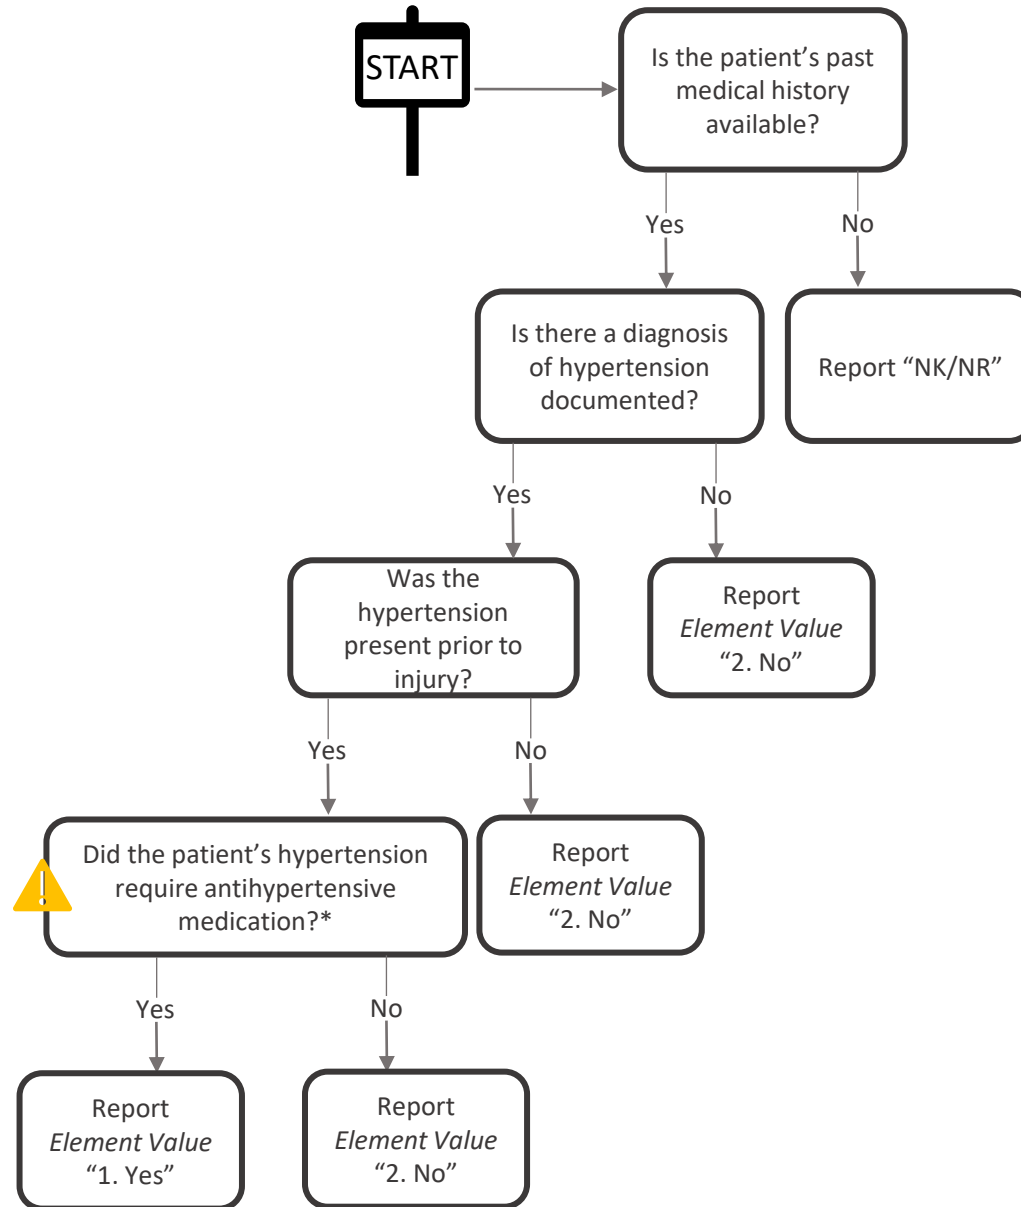 START
Is the patient’s past
medical history
available?
Yes
No
Is there a diagnosis
of hypertension
documented?
Report “NK/NR”
Yes
No
Was the
hypertension
present prior to
injury?
Report
Element Value
“2. No”
Yes
No
Did the patient’s hypertension
require antihypertensive
medication?*
Report
Element Value
“2. No”
Yes
No
Report
Element Value
“1. Yes”
Report
Element Value
“2. No”